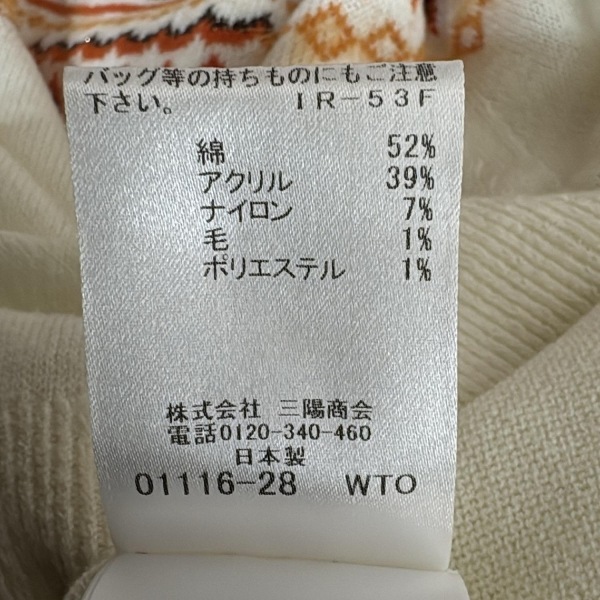 バッグ等の持ちものにもご注意
下さい。 IR-53F
綿 52%
アクリル 39%
ナイロン 7%
毛 1%
ポリエステル 1%
株式会社 三陽商会
電話0120-340-460
日本製
01116-28 WTO